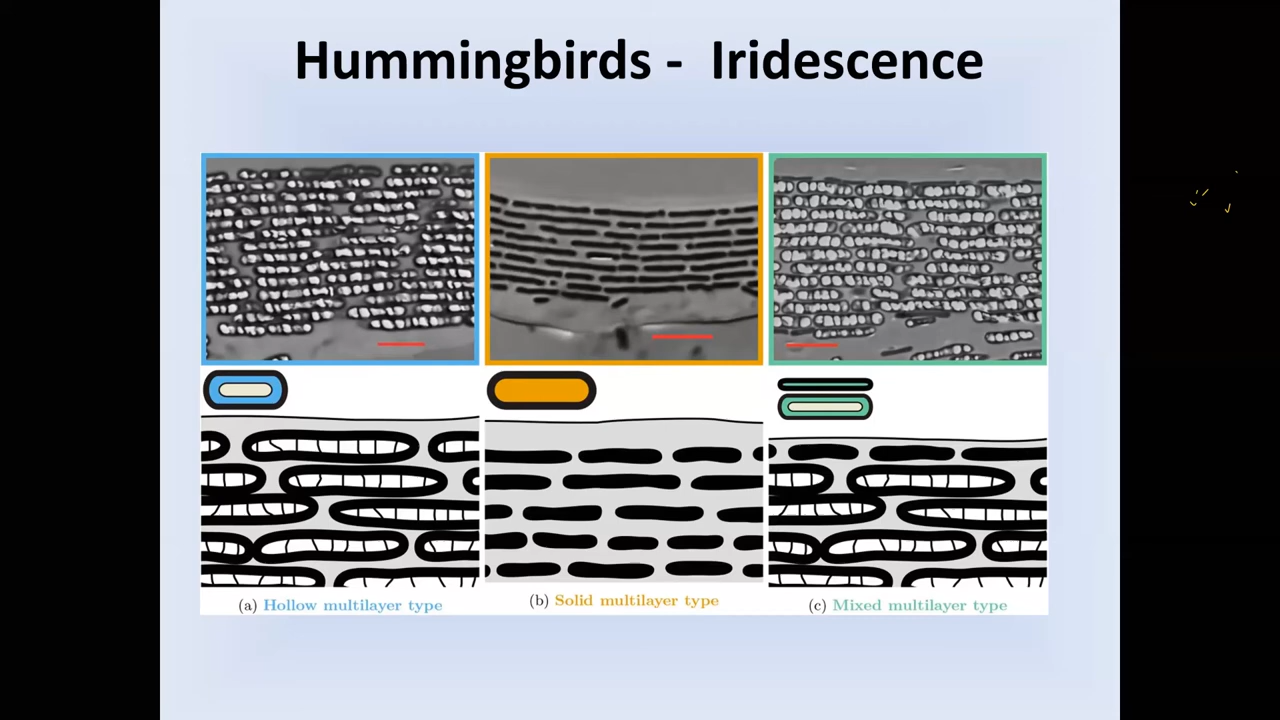 Hummingbirds - Iridescence
(a) Hollow multilayer type
(b) Solid multilayer type
(c) Mixed multilayer type